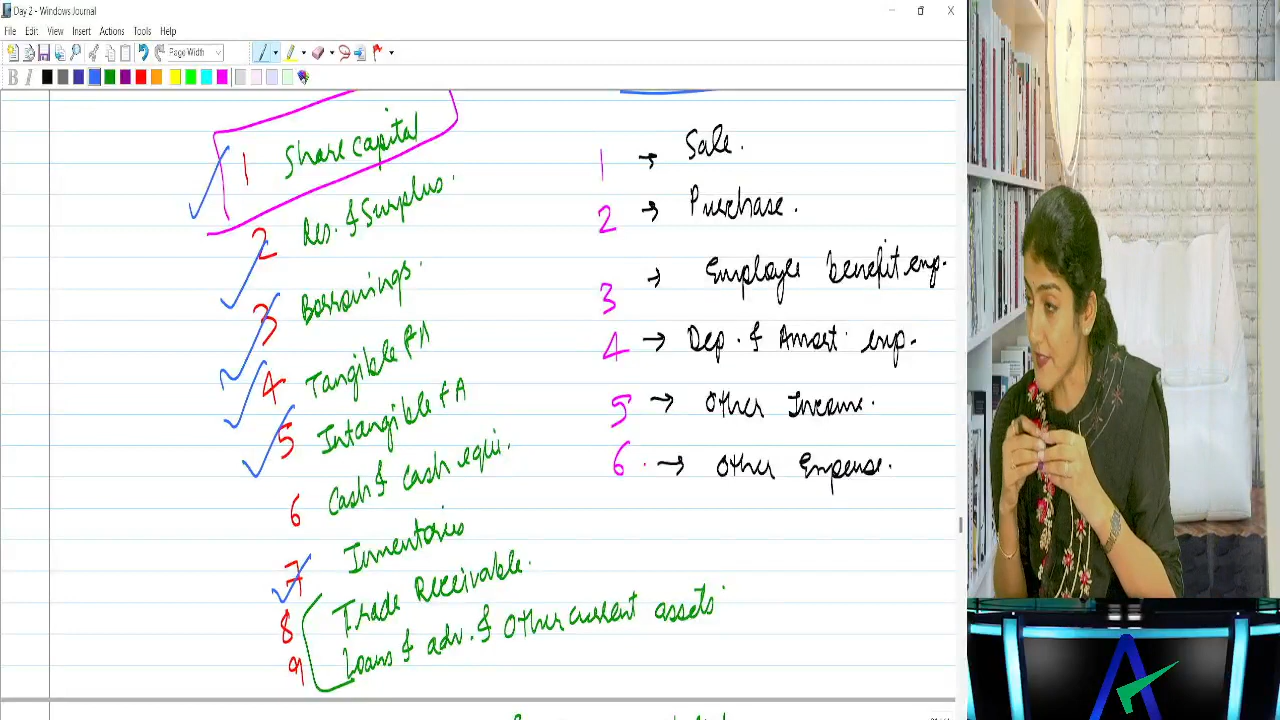 Day 2 - Windows Journal
File Edit View Insert Actions Tools Help
Page Width
B I
1 Share capital
2 Res. & Surplus.
3 Borrowings.
4 Tangible FA
5 Intangible FA
6 Cash & Cash equi.
7 Inventories
8 Trade Receivable.
9 Loans & adv. & Other current assets
1 → Sale.
2 → Purchase.
3 → Employee benefit exp.
4 → Dep. & Amort. exp.
5 → Other Income.
6 → Other Expense.